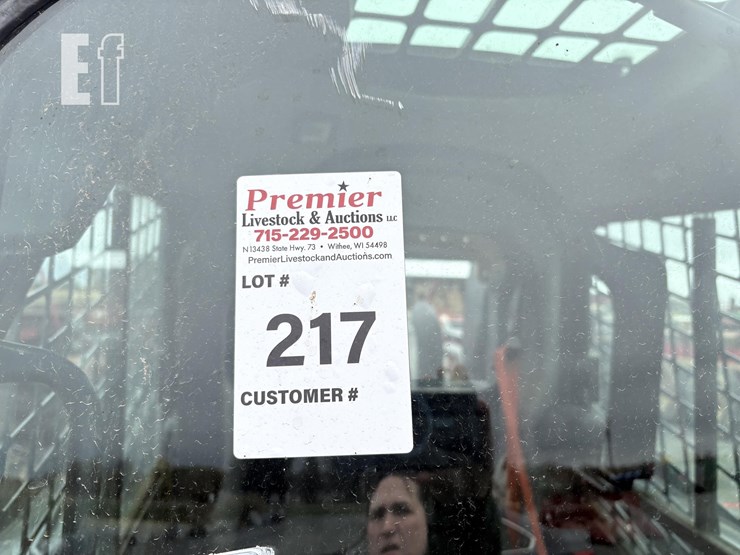 Ef
Premier
Livestock & Auctions LLC
715-229-2500
N13438 State Hwy. 73 • Withee, WI 54498
PremierLivestockandAuctions.com
LOT #
217
CUSTOMER #